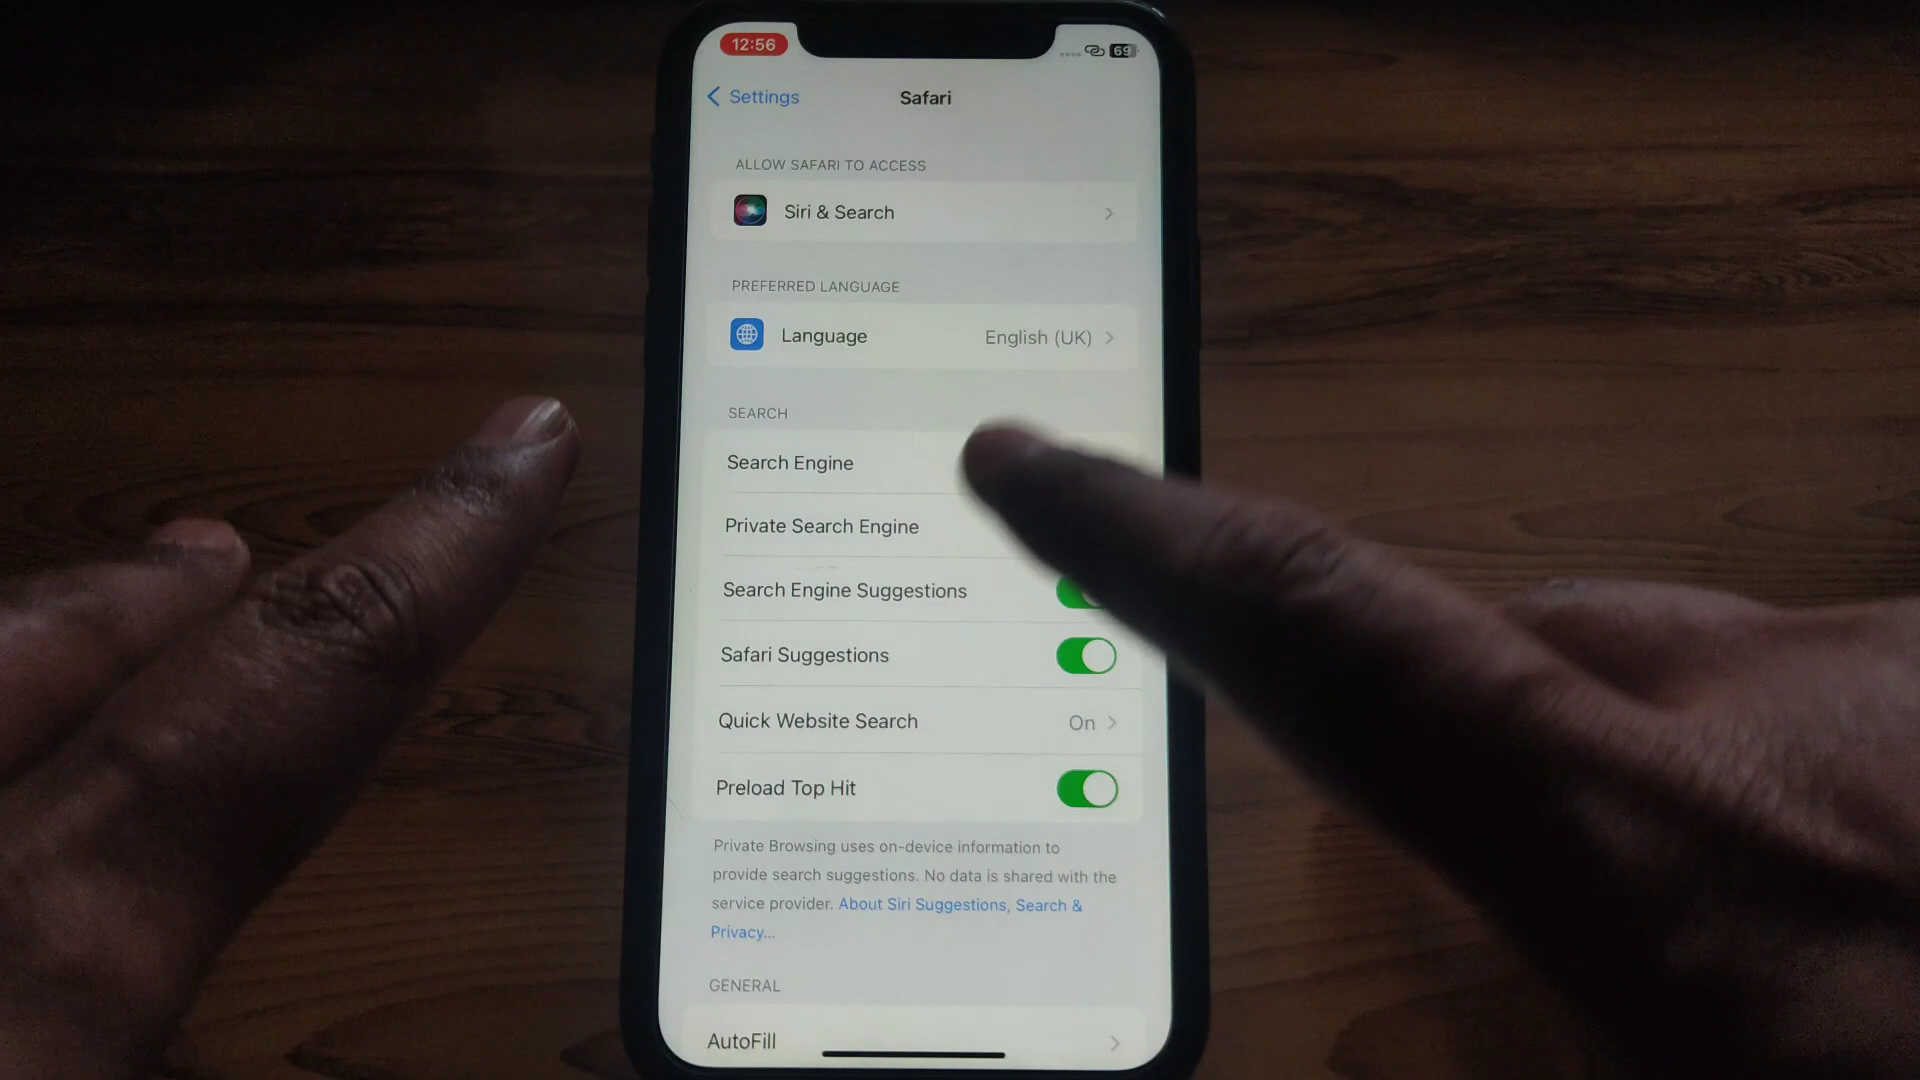 12:56
69
Settings
Safari
ALLOW SAFARI TO ACCESS
Siri & Search
PREFERRED LANGUAGE
Language
English (UK)
SEARCH
Search Engine
Private Search Engine
Search Engine Suggestions
Safari Suggestions
Quick Website Search
On
Preload Top Hit
Private Browsing uses on-device information to
provide search suggestions. No data is shared with the
service provider. About Siri Suggestions, Search &
Privacy...
GENERAL
AutoFill